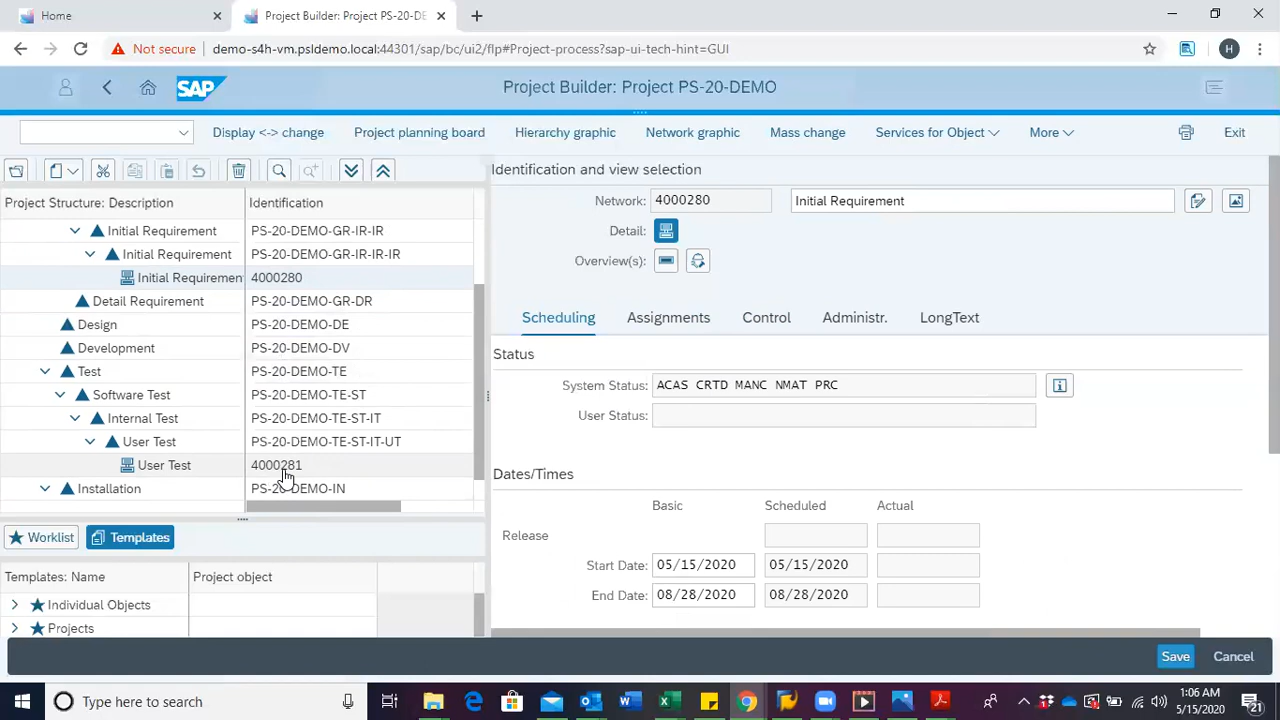 Home
Project Builder: Project PS-20-DE
Not secure
demo-s4h-vm.psldemo.local:44301/sap/bc/ui2/flp#Project-process?sap-ui-tech-hint=GUI
H
SAP
Project Builder: Project PS-20-DEMO
Display <-> change
Project planning board
Hierarchy graphic
Network graphic
Mass change
Services for Object
More
Exit
Project Structure: Description
Identification
Initial Requirement
PS-20-DEMO-GR-IR-IR
Initial Requirement
PS-20-DEMO-GR-IR-IR-IR
Initial Requiremen
4000280
Detail Requirement
PS-20-DEMO-GR-DR
Design
PS-20-DEMO-DE
Development
PS-20-DEMO-DV
Test
PS-20-DEMO-TE
Software Test
PS-20-DEMO-TE-ST
Internal Test
PS-20-DEMO-TE-ST-IT
User Test
PS-20-DEMO-TE-ST-IT-UT
User Test
4000281
Installation
PS-20-DEMO-IN
Worklist
Templates
Templates: Name
Project object
Individual Objects
Projects
Identification and view selection
Network:
4000280
Initial Requirement
Detail:
Overview(s):
Scheduling
Assignments
Control
Administr.
LongText
Status
System Status:
ACAS CRTD MANC NMAT PRC
User Status:
Dates/Times
Basic
Scheduled
Actual
Release
Start Date:
05/15/2020
05/15/2020
End Date:
08/28/2020
08/28/2020
Save
Cancel
Type here to search
1:06 AM
5/15/2020
21